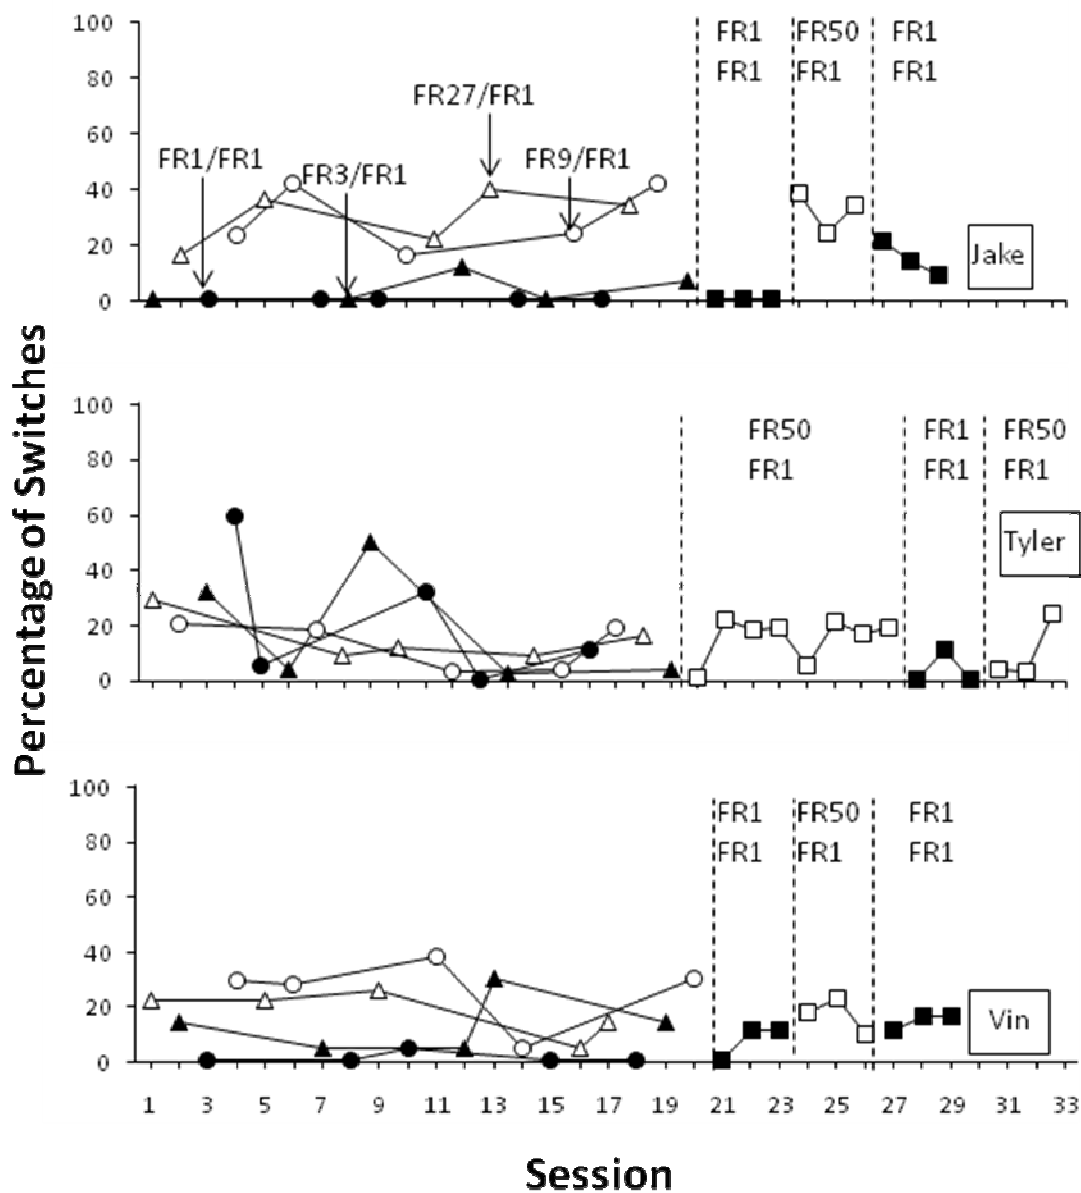 Percentage of Switches
100
80
60
40
20
0
FR1/FR1
FR3/FR1
FR27/FR1
FR9/FR1
FR1
FR1
FR50
FR1
FR1
FR1
Jake
100
80
60
40
20
0
FR50
FR1
FR1
FR1
FR50
FR1
Tyler
100
80
60
40
20
0
FR1
FR1
FR50
FR1
FR1
FR1
Vin
1 3 5 7 9 11 13 15 17 19 21 23 25 27 29 31 33
Session